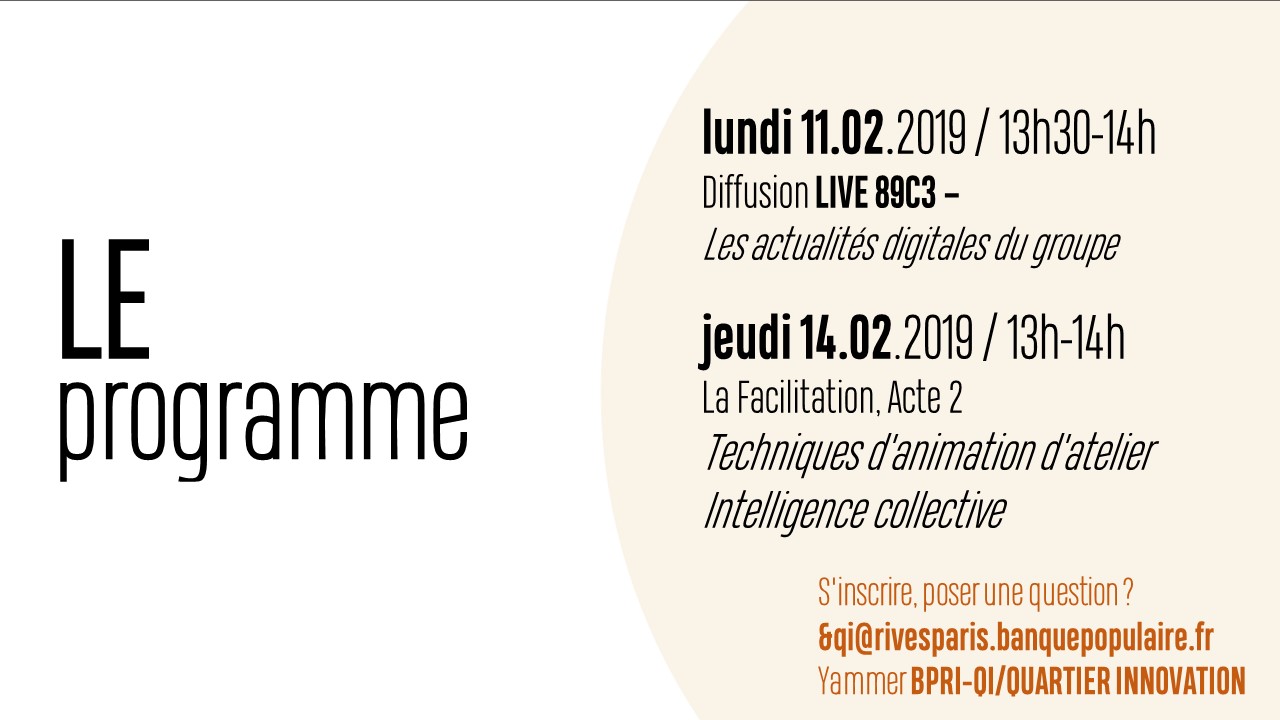 LE
programme
lundi 11.02.2019 / 13h30-14h
Diffusion LIVE 89C3 –
Les actualités digitales du groupe
jeudi 14.02.2019 / 13h-14h
La Facilitation, Acte 2
Techniques d'animation d'atelier
Intelligence collective
S'inscrire, poser une question ?
&qi@rivesparis.banquepopulaire.fr
Yammer BPRI-QI/QUARTIER INNOVATION